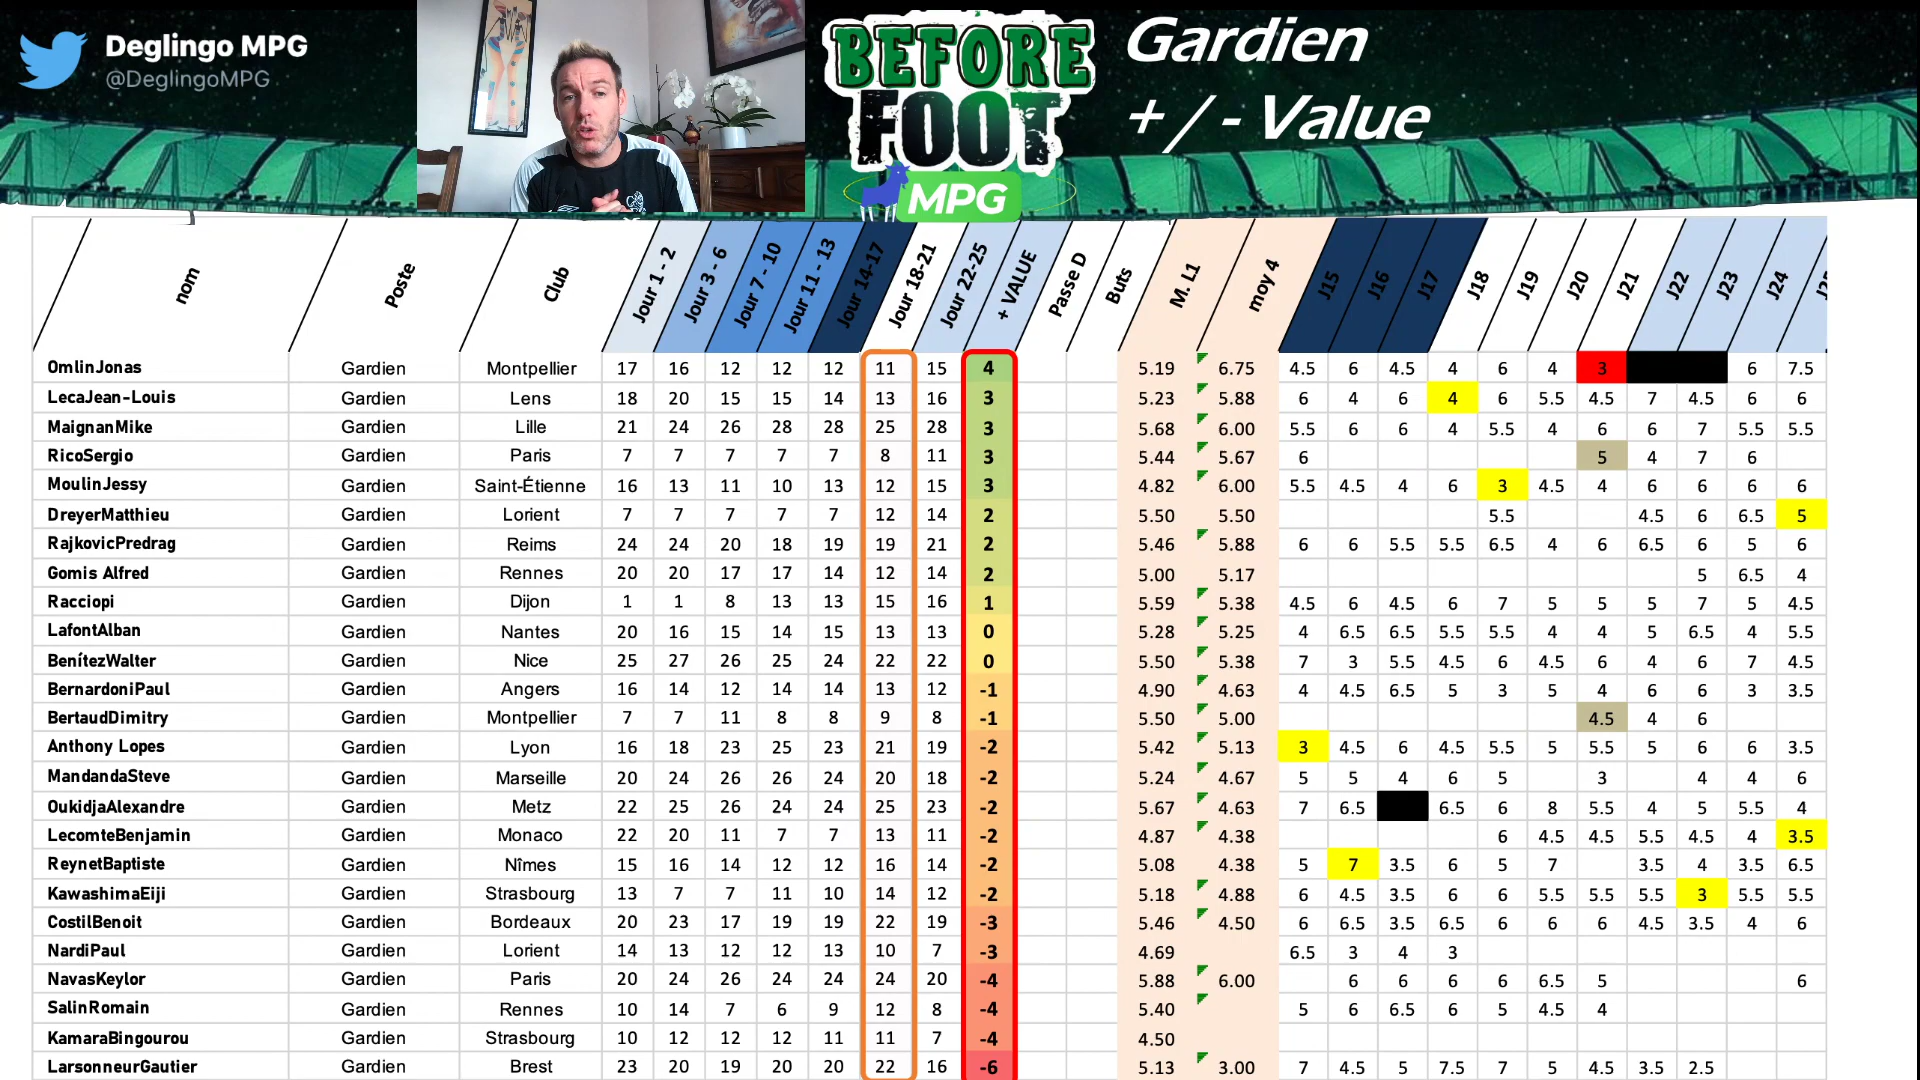 Deglingo MPG
@DeglingoMPG
BEFORE
FOOT
MPG
Gardien
+ / - Value
nom Poste Club Jour 1 - 2 Jour 3 - 6 Jour 7 - 10 Jour 11 - 13 Jour 14-17 Jour 18-21 Jour 22-25 + VALUE Passe D Buts M. L1 moy 4 J15 J16 J17 J18 J19 J20 J21 J22 J23 J24
OmlinJonas Gardien Montpellier 17 16 12 12 12 11 15 4 5.19 6.75 4.5 6 4.5 4 6 4 3 6 7.5
LecaJean-Louis Gardien Lens 18 20 15 15 14 13 16 3 5.23 5.88 6 4 6 4 6 5.5 4.5 7 4.5 6 6
MaignanMike Gardien Lille 21 24 26 28 28 25 28 3 5.68 6.00 5.5 6 6 4 5.5 4 6 6 7 5.5 5.5
RicoSergio Gardien Paris 7 7 7 7 7 8 11 3 5.44 5.67 6 5 4 7 6
MoulinJessy Gardien Saint-Étienne 16 13 11 10 13 12 15 3 4.82 6.00 5.5 4.5 4 6 3 4.5 4 6 6 6 6
DreyerMatthieu Gardien Lorient 7 7 7 7 7 12 14 2 5.50 5.50 5.5 4.5 6 6.5 5
RajkovicPredrag Gardien Reims 24 24 20 18 19 19 21 2 5.46 5.88 6 6 5.5 5.5 6.5 4 6 6.5 6 5 6
Gomis Alfred Gardien Rennes 20 20 17 17 14 12 14 2 5.00 5.17 5 6.5 4
Racciopi Gardien Dijon 1 1 8 13 13 15 16 1 5.59 5.38 4.5 6 4.5 6 7 5 5 5 7 5 4.5
LafontAlban Gardien Nantes 20 16 15 14 15 13 13 0 5.28 5.25 4 6.5 6.5 5.5 5.5 4 4 5 6.5 4 5.5
BenítezWalter Gardien Nice 25 27 26 25 24 22 22 0 5.50 5.38 7 3 5.5 4.5 6 4.5 6 4 6 7 4.5
BernardoniPaul Gardien Angers 16 14 12 14 14 13 12 -1 4.90 4.63 4 4.5 6.5 5 3 5 4 6 6 3 3.5
BertaudDimitry Gardien Montpellier 7 7 11 8 8 9 8 -1 5.50 5.00 4.5 4 6
Anthony Lopes Gardien Lyon 16 18 23 25 23 21 19 -2 5.42 5.13 3 4.5 6 4.5 5.5 5 5.5 5 6 6 3.5
MandandaSteve Gardien Marseille 20 24 26 26 24 20 18 -2 5.24 4.67 5 5 4 6 5 3 4 4 6
OukidjaAlexandre Gardien Metz 22 25 26 24 24 25 23 -2 5.67 4.63 7 6.5 6.5 6 8 5.5 4 5 5.5 4
LecomteBenjamin Gardien Monaco 22 20 11 7 7 13 11 -2 4.87 4.38 6 4.5 4.5 5.5 4.5 4 3.5
ReynetBaptiste Gardien Nîmes 15 16 14 12 12 16 14 -2 5.08 4.38 5 7 3.5 6 5 7 3.5 4 3.5 6.5
KawashimaEiji Gardien Strasbourg 13 7 7 11 10 14 12 -2 5.18 4.88 6 4.5 3.5 6 6 5.5 5.5 5.5 3 5.5 5.5
CostilBenoit Gardien Bordeaux 20 23 17 19 19 22 19 -3 5.46 4.50 6 6.5 3.5 6.5 6 6 6 4.5 3.5 4 6
NardiPaul Gardien Lorient 14 13 12 12 13 10 7 -3 4.69 6.5 3 4 3
NavasKeylor Gardien Paris 20 24 26 24 24 24 20 -4 5.88 6.00 6 6 6 6 6.5 5 6
SalinRomain Gardien Rennes 10 14 7 6 9 12 8 -4 5.40 5 6 6.5 6 5 4.5 4
KamaraBingourou Gardien Strasbourg 10 12 12 12 11 11 7 -4 4.50
LarsonneurGautier Gardien Brest 23 20 19 20 20 22 16 -6 5.13 3.00 7 4.5 5 7.5 7 5 4.5 3.5 2.5